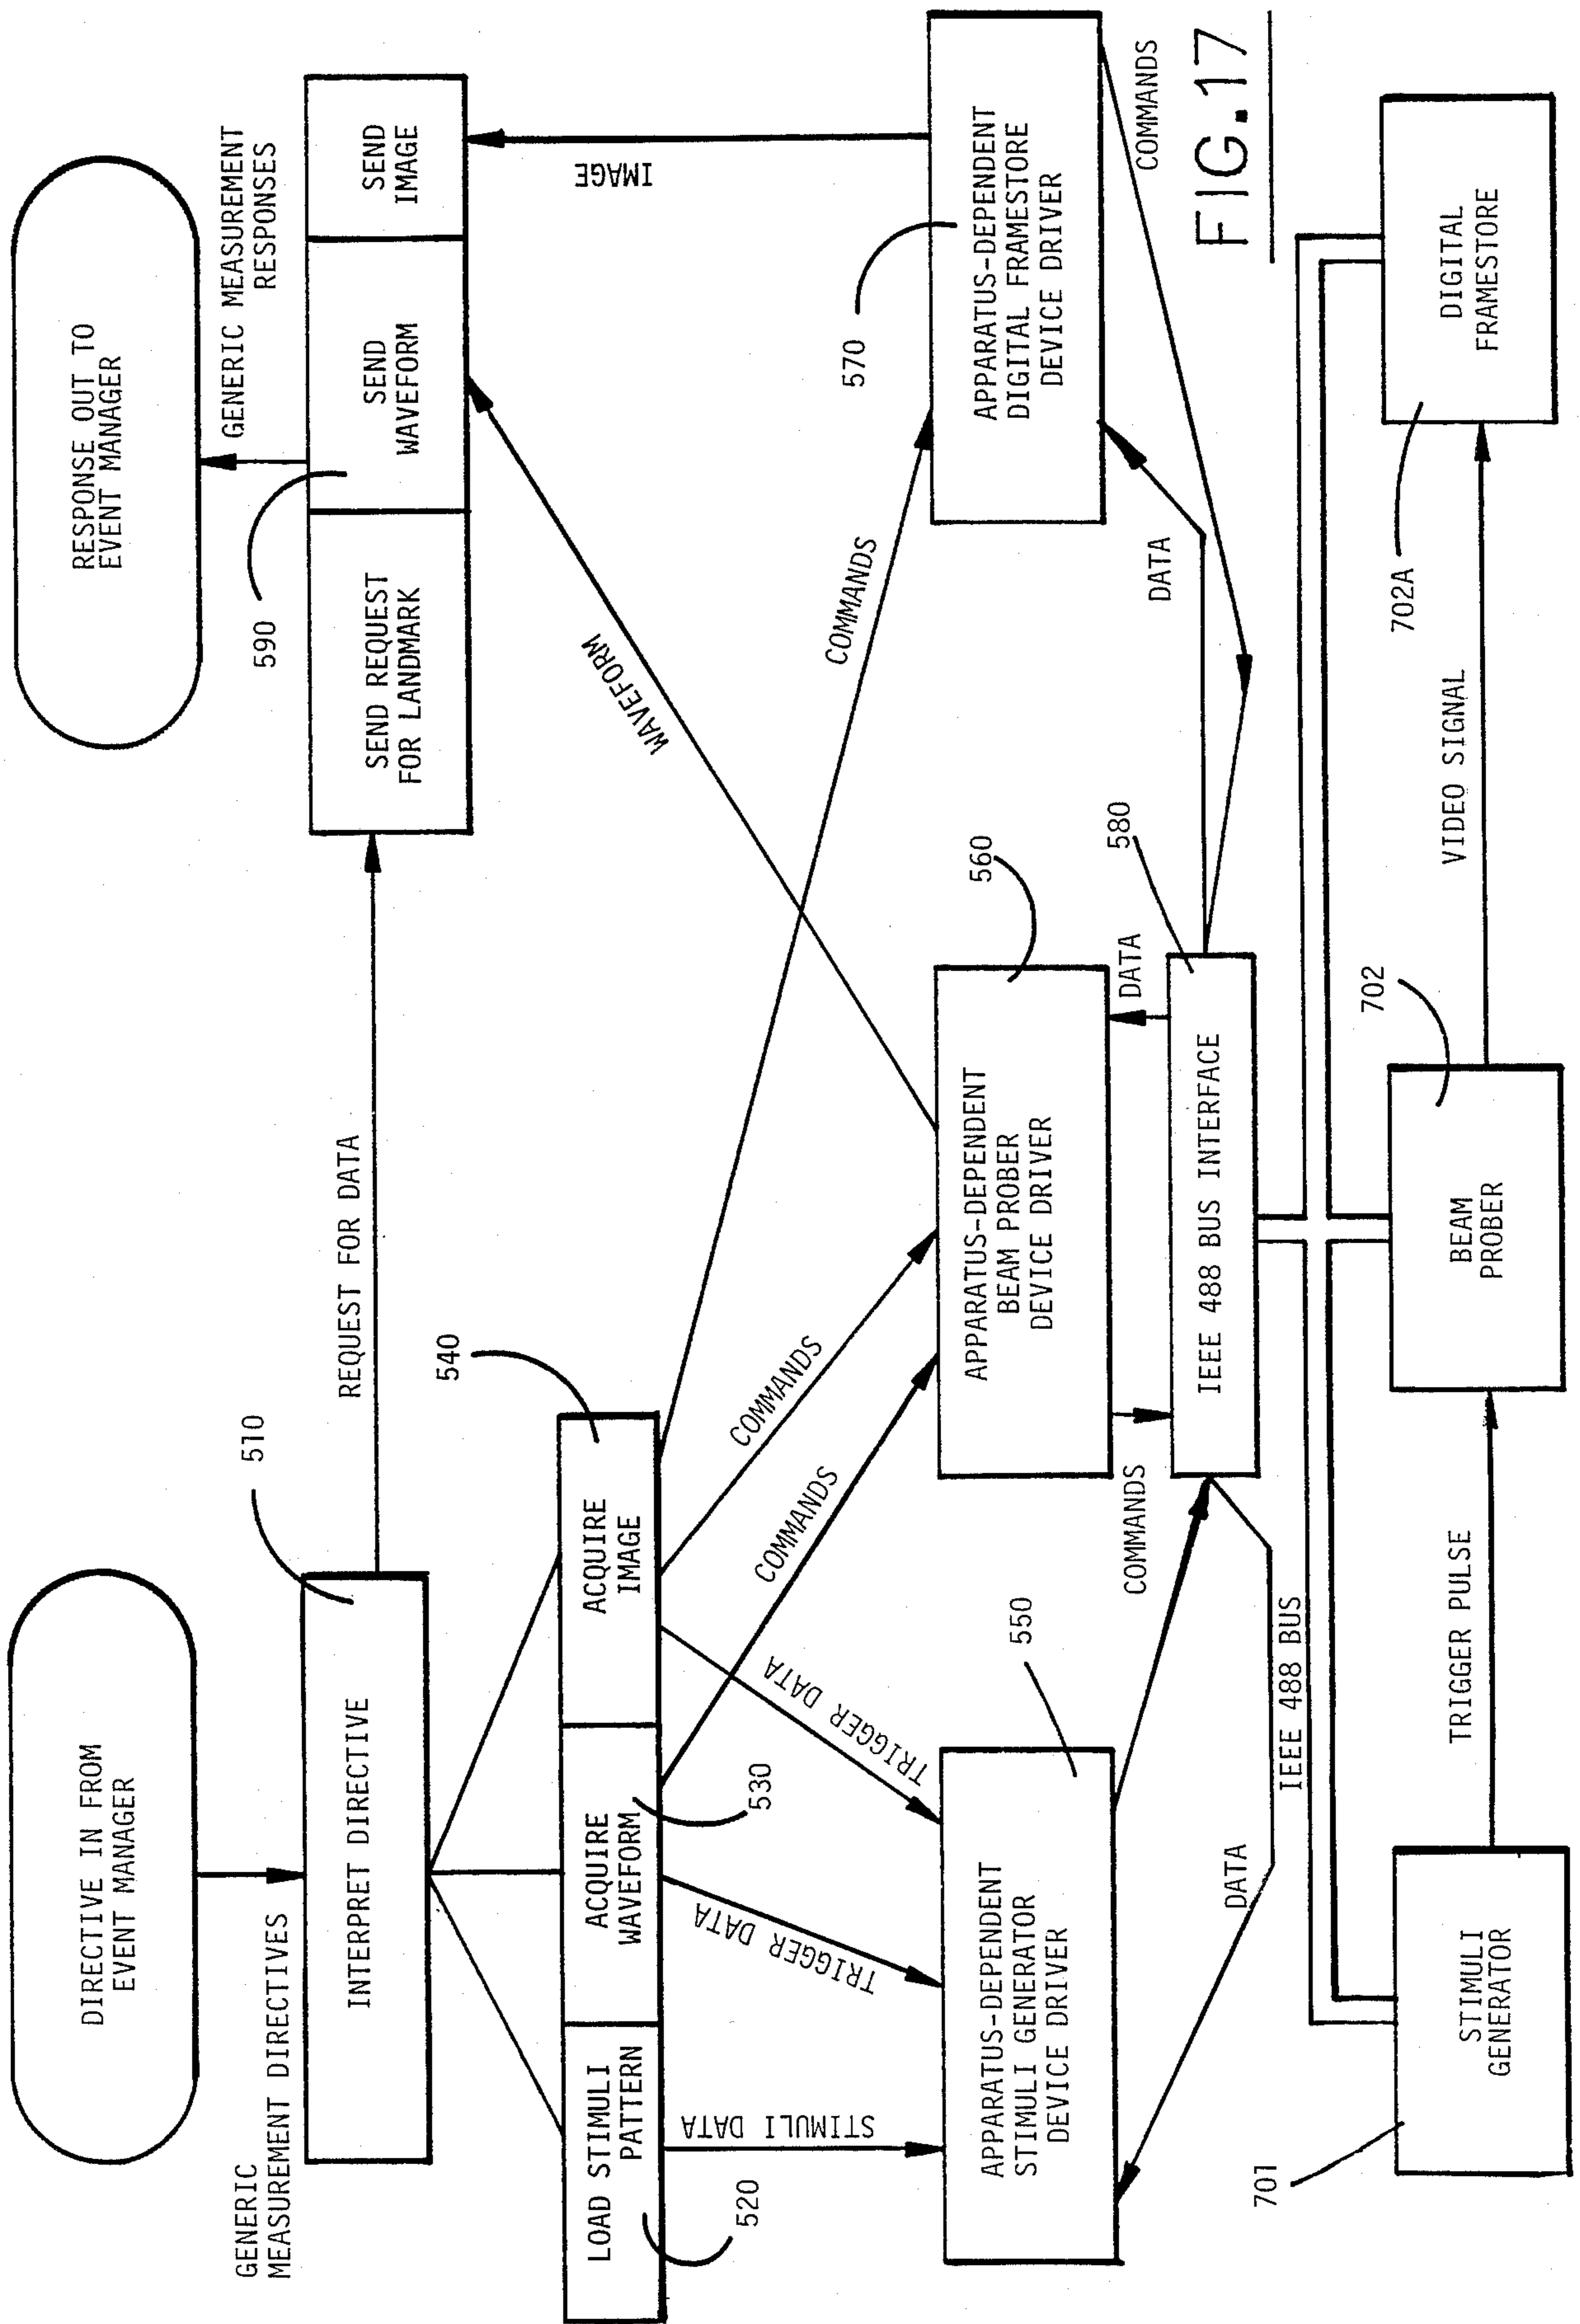 DIRECTIVE IN FROM
EVENT MANAGER
GENERIC
MEASUREMENT DIRECTIVES
INTERPRET DIRECTIVE
510
REQUEST FOR DATA
RESPONSE OUT TO
EVENT MANAGER
GENERIC MEASUREMENT
RESPONSES
590
SEND REQUEST
FOR LANDMARK
SEND
WAVEFORM
SEND
IMAGE
LOAD STIMULI
PATTERN
520
ACQUIRE
WAVEFORM
530
ACQUIRE
IMAGE
540
STIMULI DATA
TRIGGER DATA
TRIGGER DATA
COMMANDS
COMMANDS
COMMANDS
WAVEFORM
IMAGE
APPARATUS-DEPENDENT
STIMULI GENERATOR
DEVICE DRIVER
550
APPARATUS-DEPENDENT
BEAM PROBER
DEVICE DRIVER
560
APPARATUS-DEPENDENT
DIGITAL FRAMESTORE
DEVICE DRIVER
570
COMMANDS
DATA
DATA
COMMANDS
DATA
IEEE 488 BUS INTERFACE
580
IEEE 488 BUS
STIMULI
GENERATOR
701
TRIGGER PULSE
BEAM
PROBER
702
VIDEO SIGNAL
DIGITAL
FRAMESTORE
702A
FIG.17